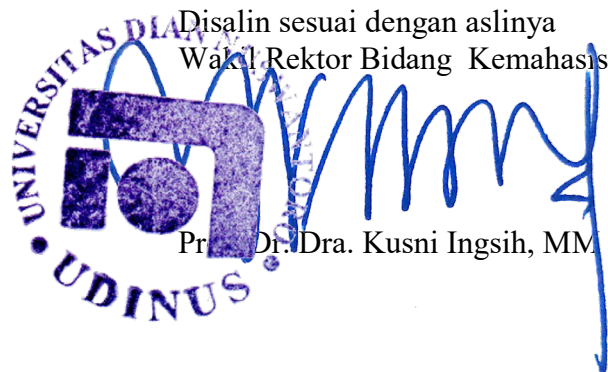 Disalin sesuai dengan aslinya
Wakil Rektor Bidang Kemahasis
Prof. Dr. Dra. Kusni Ingsih, MM
UNIVERSITAS DIAN NUSWANTORO
UDINUS